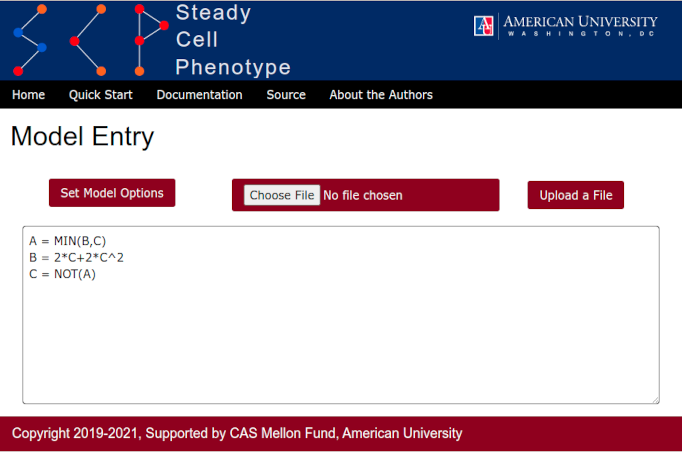 Steady
Cell
Phenotype
AMERICAN UNIVERSITY
WASHINGTON, DC
Home Quick Start Documentation Source About the Authors
Model Entry
Set Model Options Choose File No file chosen Upload a File
A = MIN(B,C)
B = 2*C+2*C^2
C = NOT(A)
Copyright 2019-2021, Supported by CAS Mellon Fund, American University